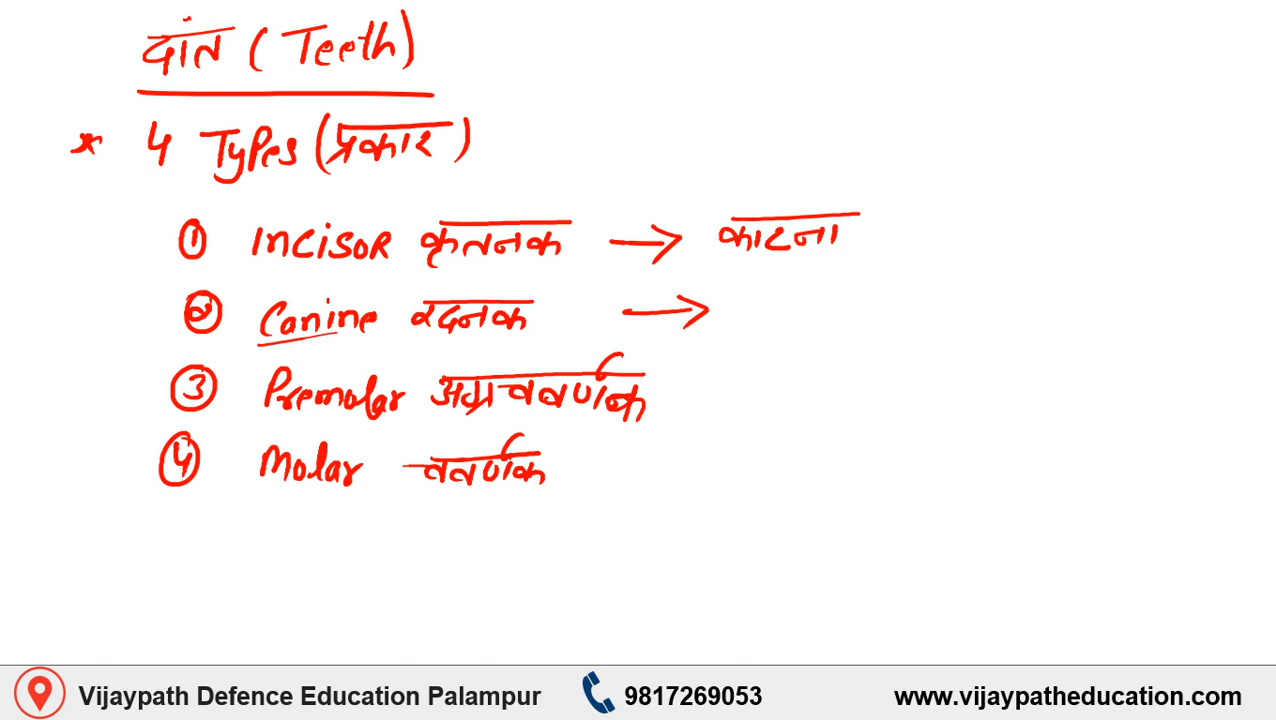 दांत (Teeth)
* 4 Types (प्रकार)
① Incisor कृतनक → काटना
② Canine रदनक →
③ Premolar अग्रचवर्णक
④ Molar चवर्णक
Vijaypath Defence Education Palampur 9817269053 www.vijaypatheducation.com